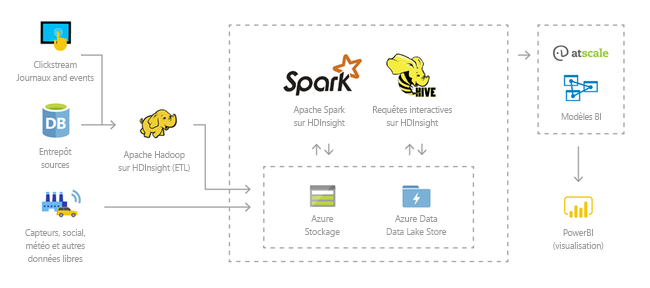 Clickstream
Journaux and events
DB
Entrepôt
sources
Capteurs, social,
météo et autres
données libres
Apache Hadoop
sur HDInsight (ETL)
Spark
Apache Spark
sur HDInsight
HIVE
Requêtes interactives
sur HDInsight
Azure
Stockage
Azure Data
Data Lake Store
atscale
Modèles BI
PowerBI
(visualisation)